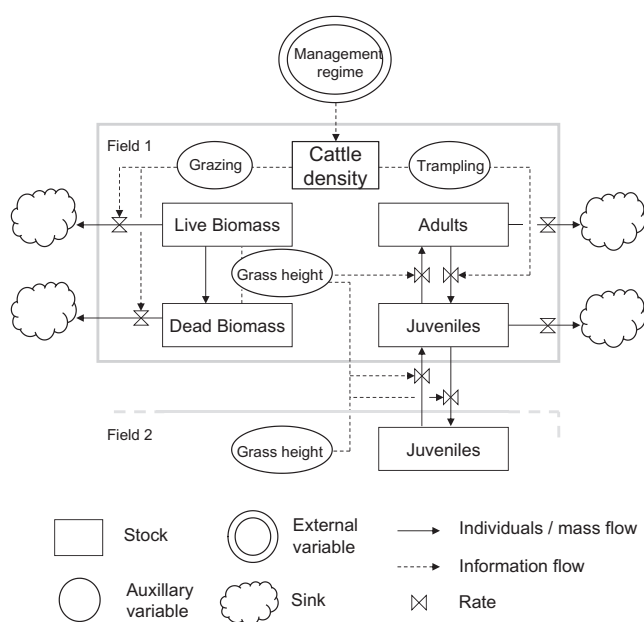 Management
regime
Field 1
Grazing
Cattle
density
Trampling
Live Biomass
Adults
Grass height
Dead Biomass
Juveniles
Field 2
Grass height
Juveniles
Stock
External
variable
Individuals / mass flow
Information flow
Auxillary
variable
Sink
Rate